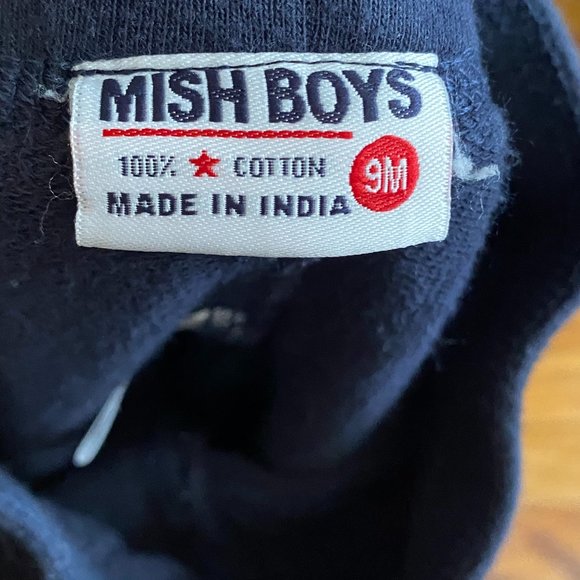 MISH BOYS
100% ★ COTTON
9M
MADE IN INDIA